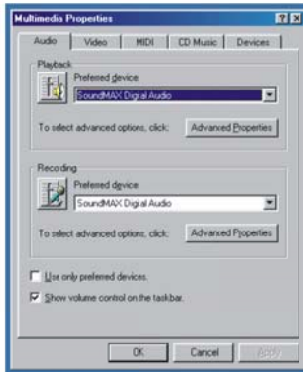 Multimedia Properties
Audio Video MIDI CD Music Devices
Playback
Preferred device
SoundMAX Digial Audio
To select advanced options, click:
Advanced Properties
Recording
Preferred device
SoundMAX Digial Audio
To select advanced options, click:
Advanced Properties
Use only preferred devices.
Show volume control on the taskbar.
OK Cancel Apply